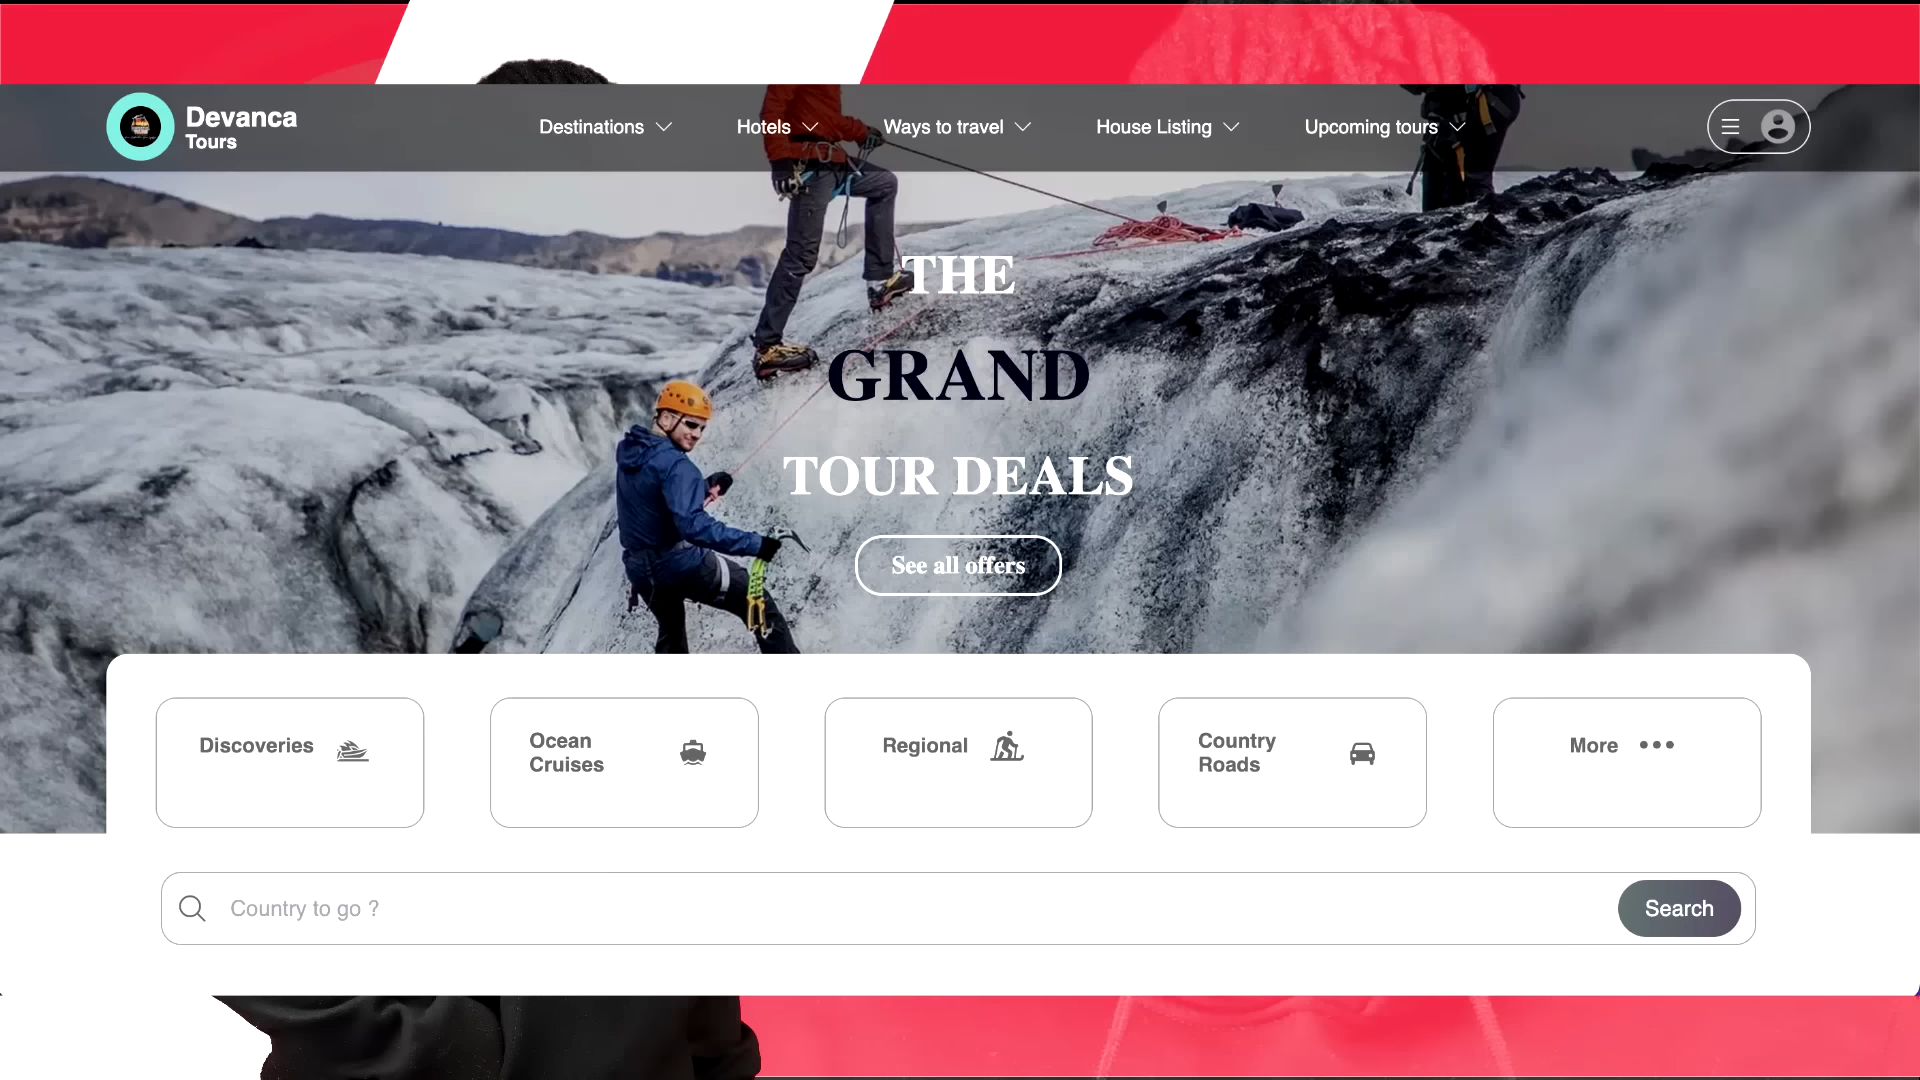 Devanca
Tours
Destinations
Hotels
Ways to travel
House Listing
Upcoming tours
THE
GRAND
TOUR DEALS
See all offers
Discoveries
Ocean
Cruises
Regional
Country
Roads
More
Country to go ?
Search